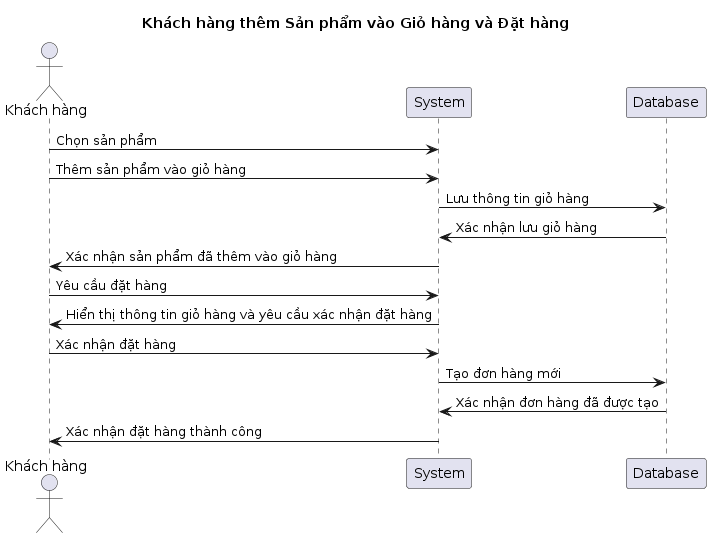 Khách hàng thêm Sản phẩm vào Giỏ hàng và Đặt hàng
Khách hàng
System
Database
Chọn sản phẩm
Thêm sản phẩm vào giỏ hàng
Lưu thông tin giỏ hàng
Xác nhận lưu giỏ hàng
Xác nhận sản phẩm đã thêm vào giỏ hàng
Yêu cầu đặt hàng
Hiển thị thông tin giỏ hàng và yêu cầu xác nhận đặt hàng
Xác nhận đặt hàng
Tạo đơn hàng mới
Xác nhận đơn hàng đã được tạo
Xác nhận đặt hàng thành công
Khách hàng
System
Database